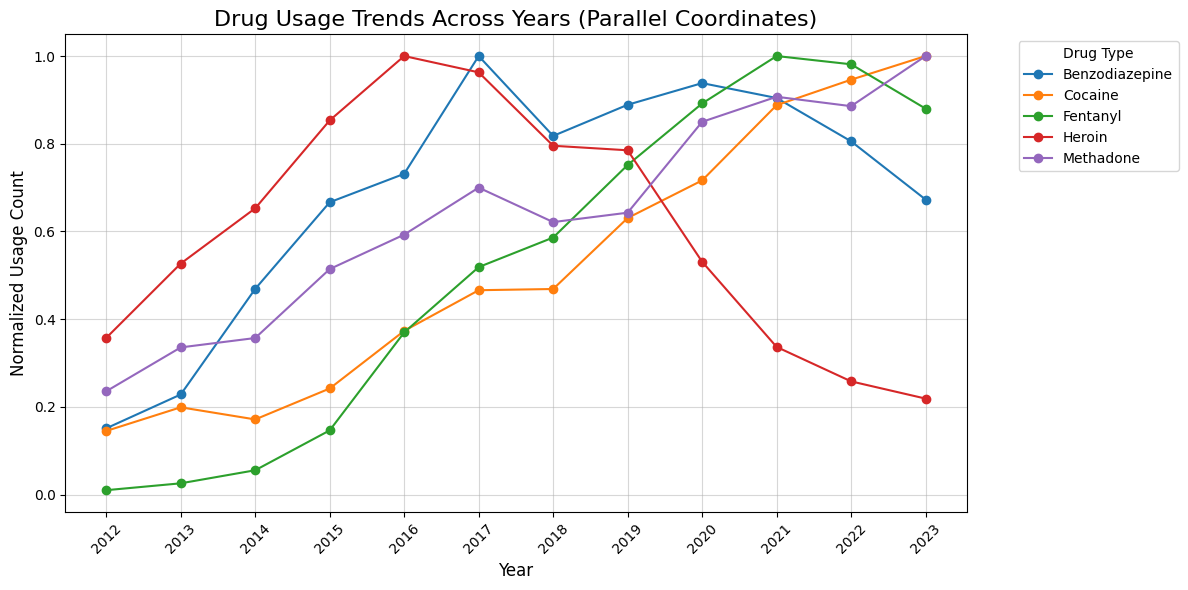 Drug Usage Trends Across Years (Parallel Coordinates)
Normalized Usage Count
1.0
0.8
0.6
0.4
0.2
0.0
2012
2013
2014
2015
2016
2017
2018
2019
2020
2021
2022
2023
Year
Drug Type
Benzodiazepine
Cocaine
Fentanyl
Heroin
Methadone